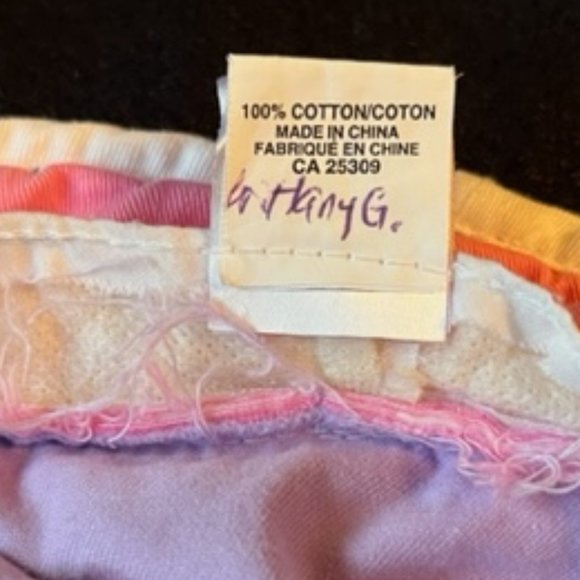 100% COTTON/COTON
MADE IN CHINA
FABRIQUÉ EN CHINE
CA 25309
G.